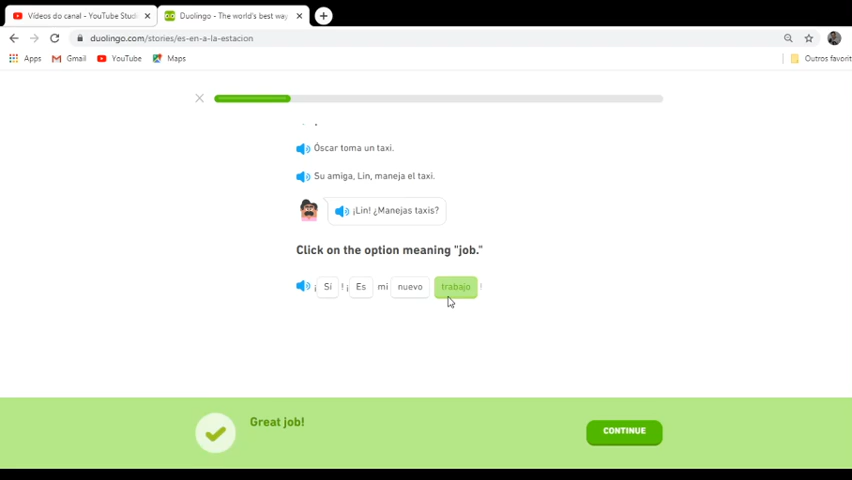 Vídeos do canal - YouTube Stud
Duolingo - The world's best way
duolingo.com/stories/es-en-a-la-estacion
Apps Gmail YouTube Maps Outros favorit
Óscar toma un taxi.
Su amiga, Lin, maneja el taxi.
¡Lin! ¿Manejas taxis?
Click on the option meaning "job."
¡ Sí ! ¡ Es mi nuevo trabajo !
Great job!
CONTINUE